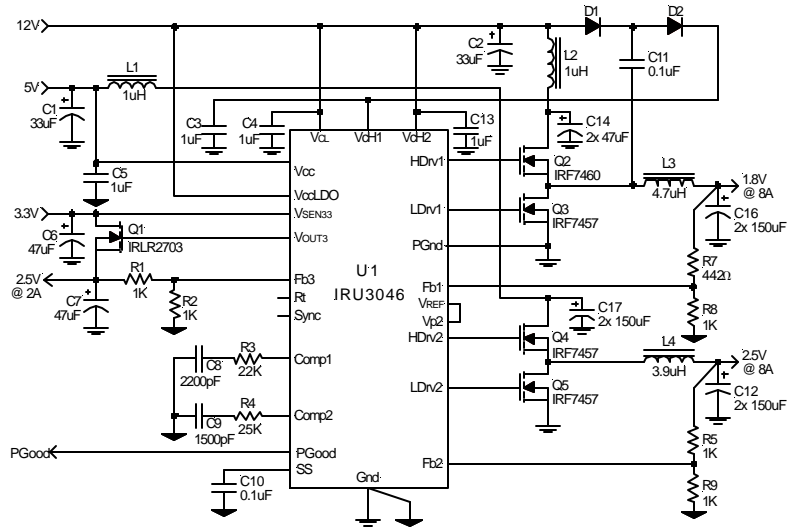 12V
D1
D2
C2
33uF
L2
1uH
C11
0.1uF
5V
L1
1uH
C1
33uF
C3
1uF
C4
1uF
C13
1uF
C14
2x 47uF
VCL
VCH1
VCH2
C5
1uF
Vcc
VccLDO
HDrv1
Q2
IRF7460
L3
4.7uH
1.8V
@ 8A
3.3V
VSEN33
LDrv1
Q3
IRF7457
C16
2x 150uF
C6
47uF
Q1
IRLR2703
VOUT3
PGnd
R7
442Ω
2.5V
@ 2A
R1
1K
Fb3
U1
IRU3046
Fb1
C7
47uF
R2
1K
Rt
Sync
VREF
Vp2
C17
2x 150uF
R8
1K
HDrv2
Q4
IRF7457
L4
3.9uH
2.5V
@ 8A
C8
2200pF
R3
22K
Comp1
LDrv2
Q5
IRF7457
C12
2x 150uF
C9
1500pF
R4
25K
Comp2
R5
1K
PGood
PGood
Fb2
SS
C10
0.1uF
Gnd
R9
1K